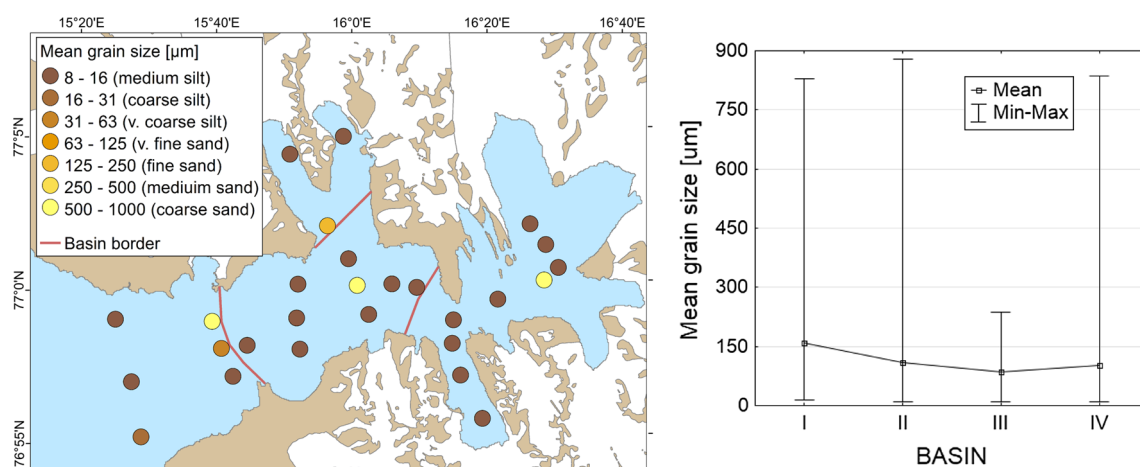 15°20'E 15°40'E 16°0'E 16°20'E 16°40'E
Mean grain size [µm]
8 - 16 (medium silt)
16 - 31 (coarse silt)
31 - 63 (v. coarse silt)
63 - 125 (v. fine sand)
125 - 250 (fine sand)
250 - 500 (medium sand)
500 - 1000 (coarse sand)
Basin border
77°5'N
77°0'N
76°55'N
Mean grain size [um]
900
750
600
450
300
150
0
Mean
Min-Max
I II III IV
BASIN